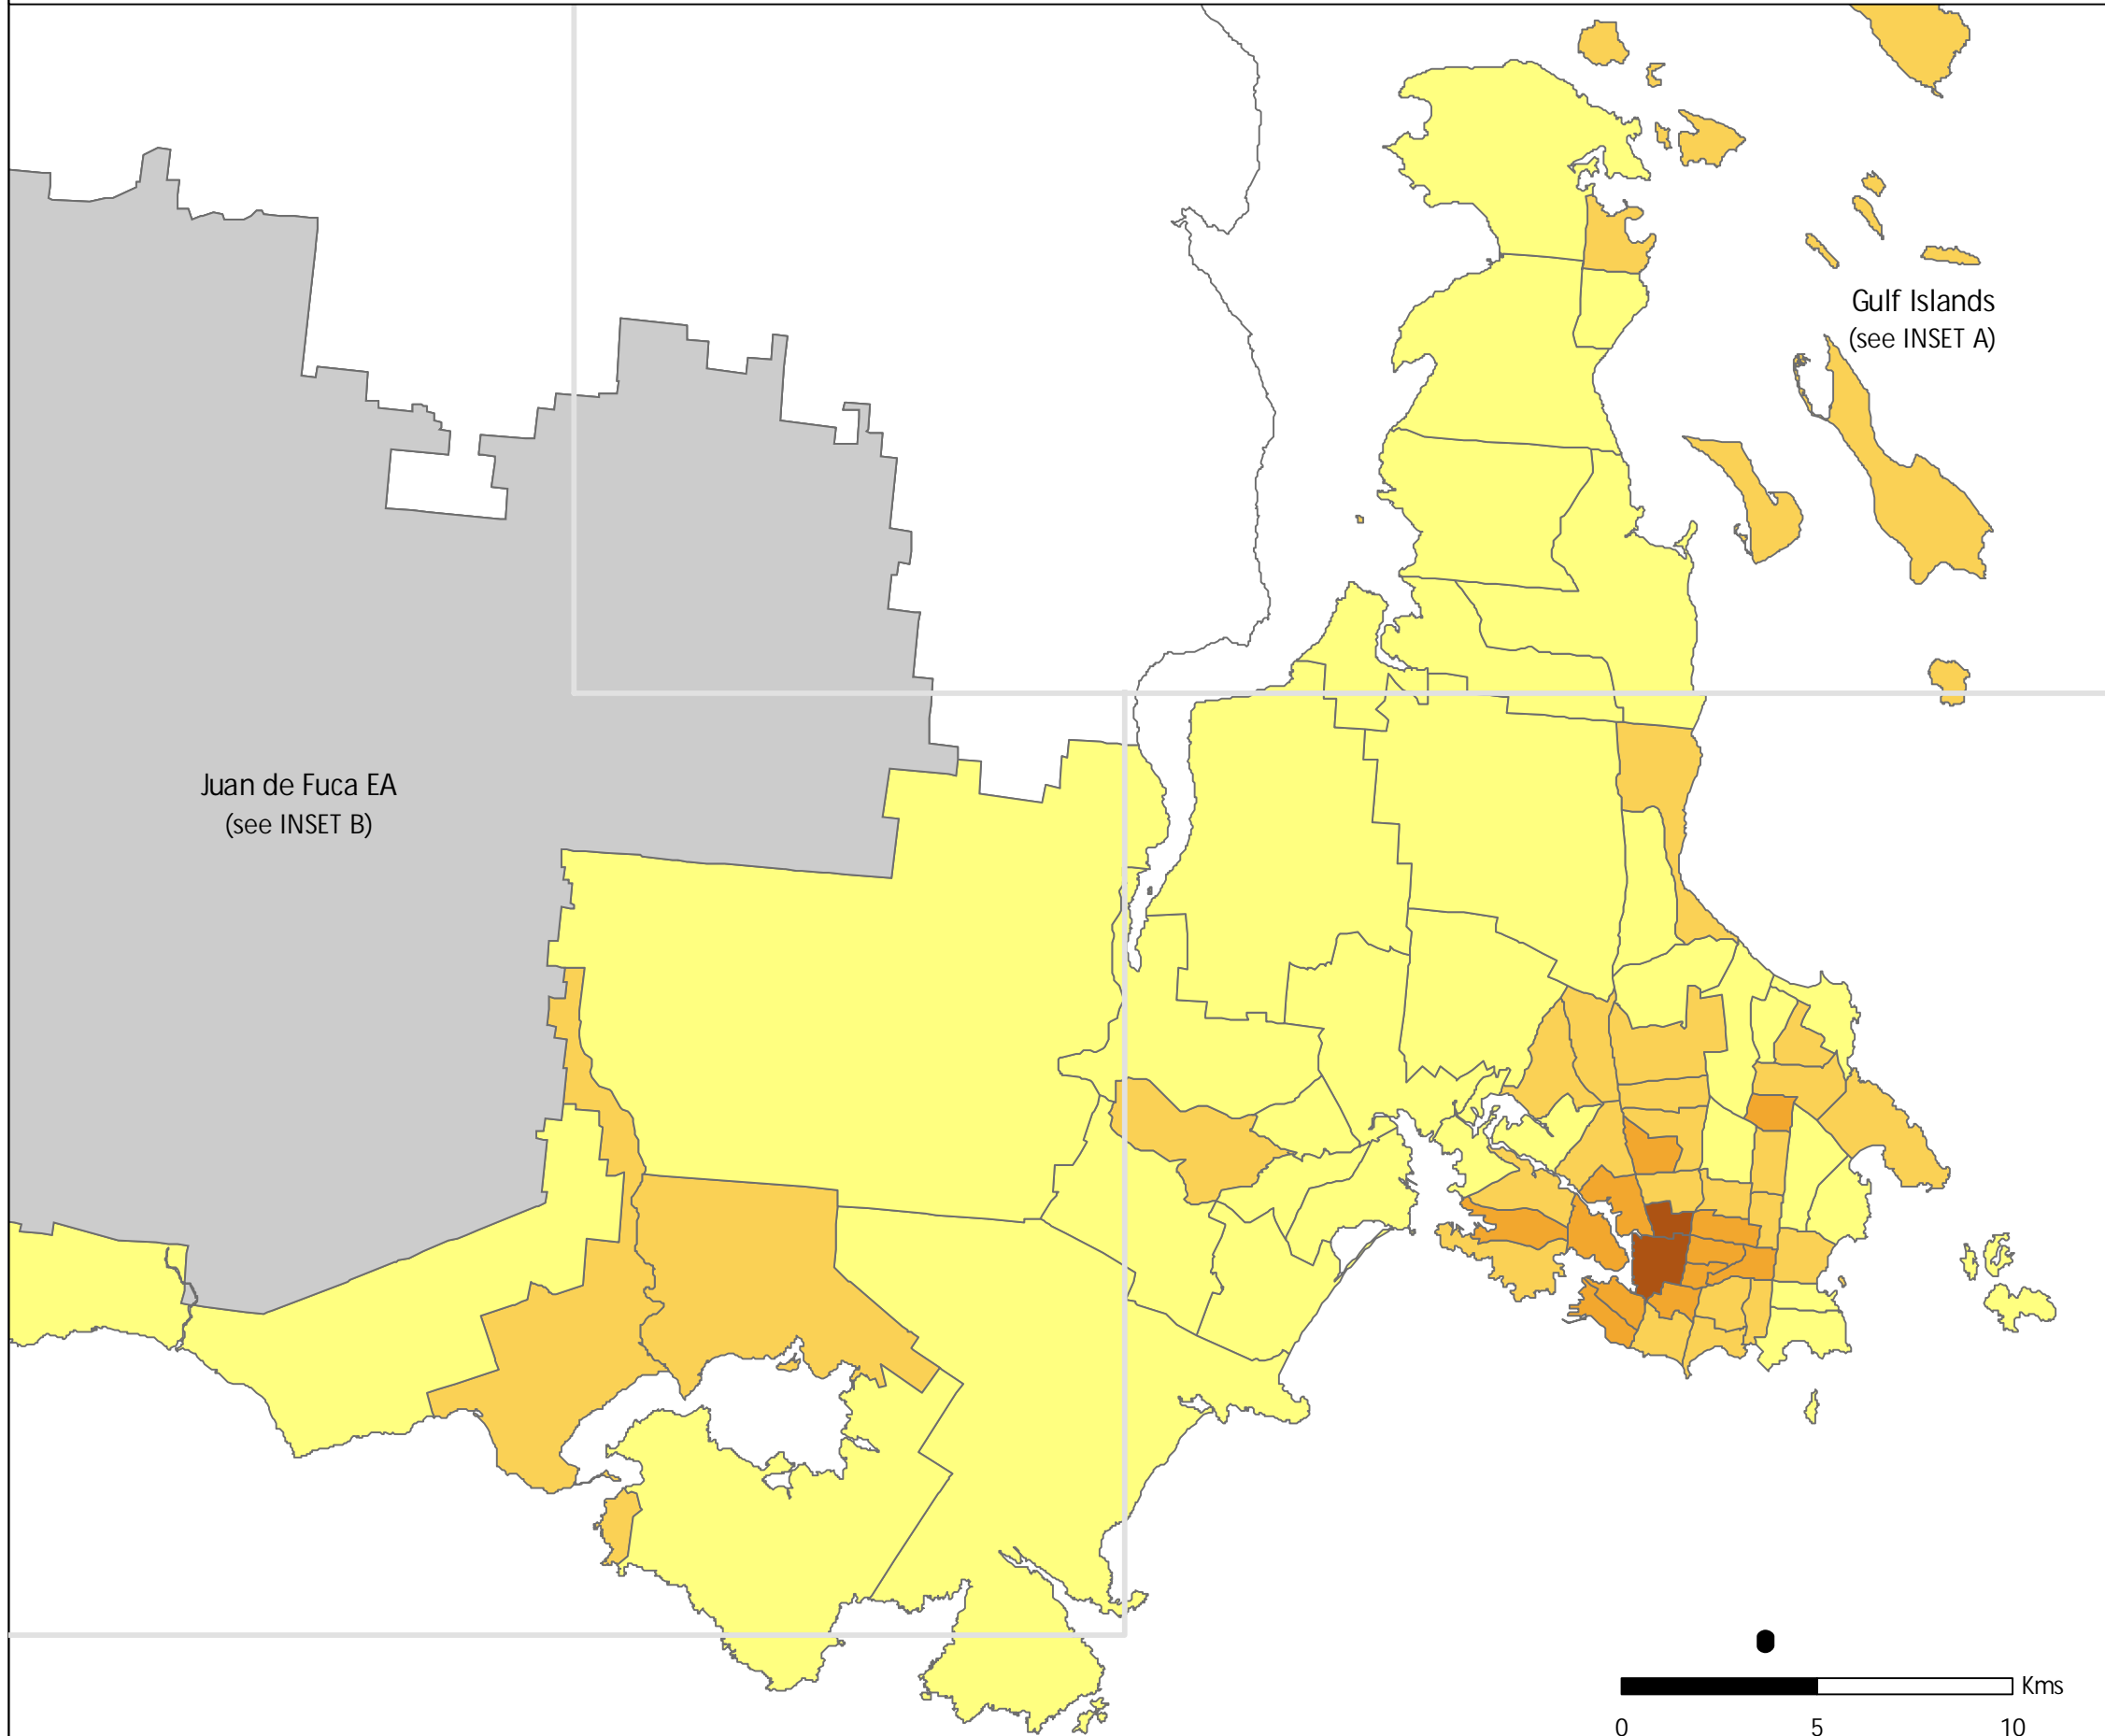 Gulf Islands
(see INSET A)
Juan de Fuca EA
(see INSET B)
Kms
0 5 10